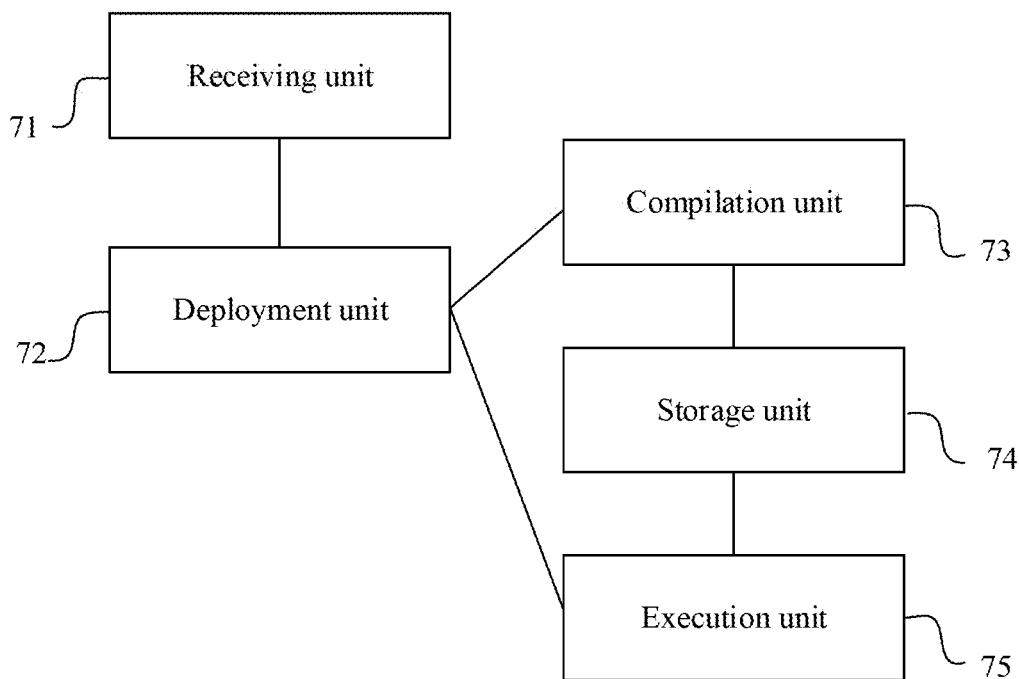 Receiving unit
71
Compilation unit
73
Deployment unit
72
Storage unit
74
Execution unit
75